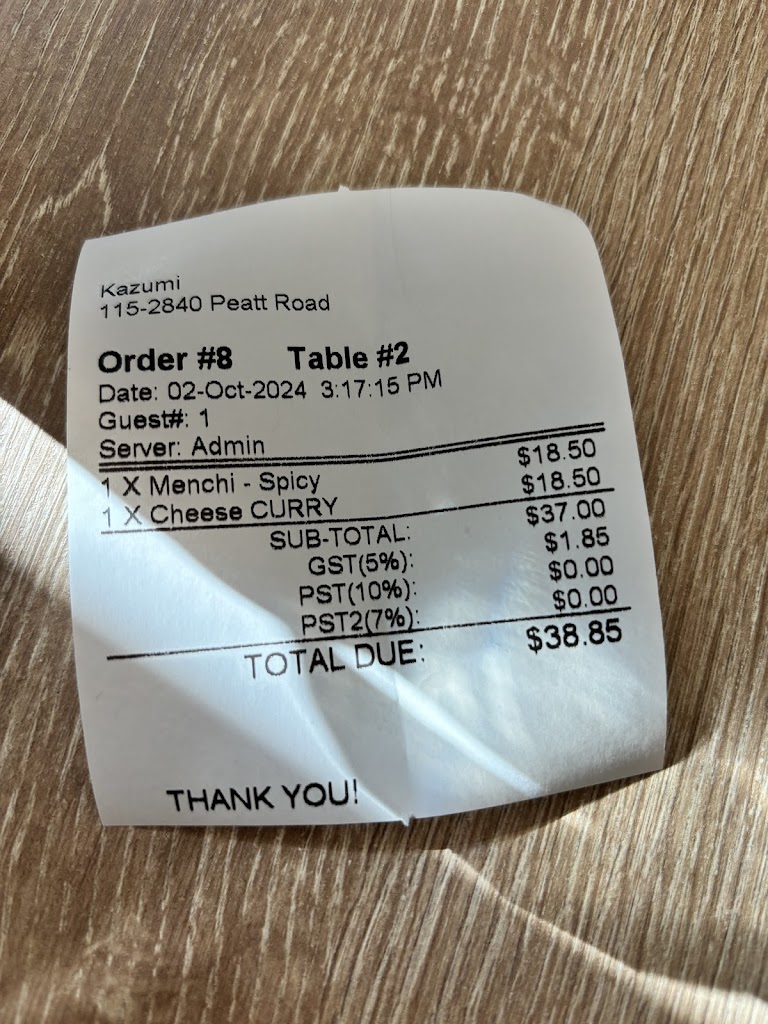 Kazumi
115-2840 Peatt Road
Order #8 Table #2
Date: 02-Oct-2024 3:17:15 PM
Guest#: 1
Server: Admin
1 X Menchi - Spicy $18.50
1 X Cheese CURRY $18.50
SUB-TOTAL: $37.00
GST(5%): $1.85
PST(10%): $0.00
PST2(7%): $0.00
TOTAL DUE: $38.85
THANK YOU!